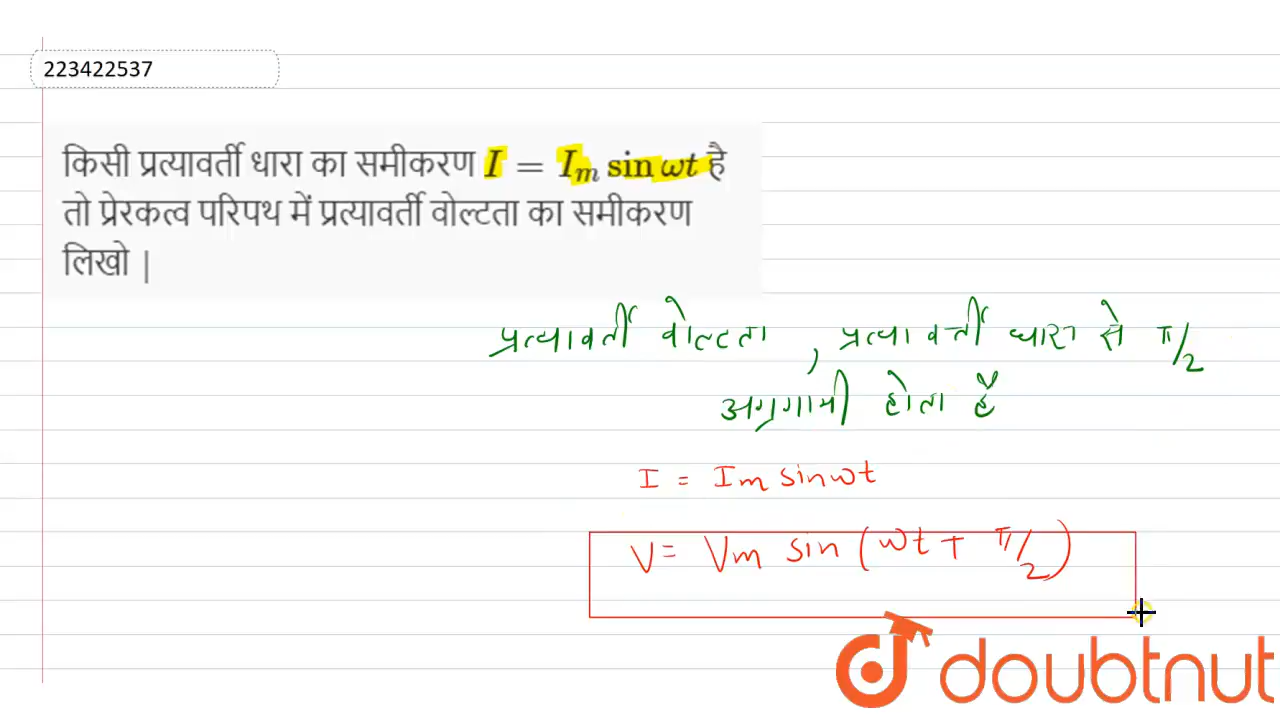 223422537
किसी प्रत्यावर्ती धारा का समीकरण I = Iₘ sin ωt है
तो प्रेरकत्व परिपथ में प्रत्यावर्ती वोल्टता का समीकरण
लिखो |
प्रत्यावर्ती वोल्टता , प्रत्यावर्ती धारा से π/2
अग्रगामी होता है
I = Im sinωt
V = Vm sin (ωt + π/2)
doubtnut